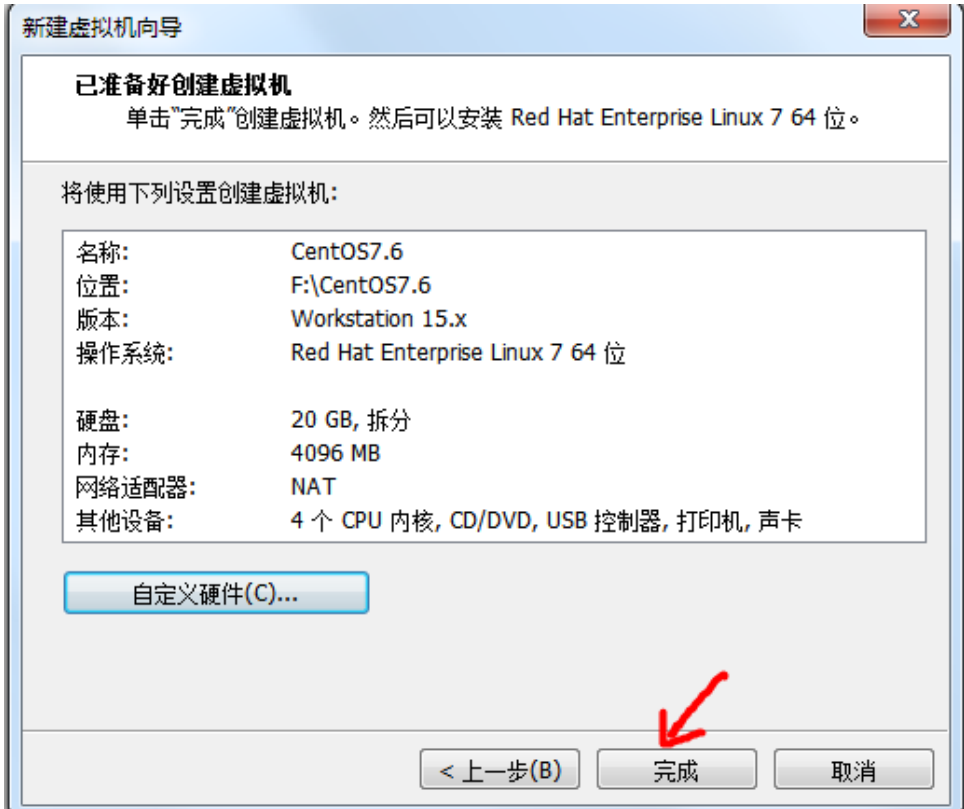 新建虚拟机向导
已准备好创建虚拟机
单击"完成"创建虚拟机。然后可以安装 Red Hat Enterprise Linux 7 64 位。
将使用下列设置创建虚拟机:
名称: CentOS7.6
位置: F:\CentOS7.6
版本: Workstation 15.x
操作系统: Red Hat Enterprise Linux 7 64 位
硬盘: 20 GB, 拆分
内存: 4096 MB
网络适配器: NAT
其他设备: 4 个 CPU 内核, CD/DVD, USB 控制器, 打印机, 声卡
自定义硬件(C)...
< 上一步(B) 完成 取消